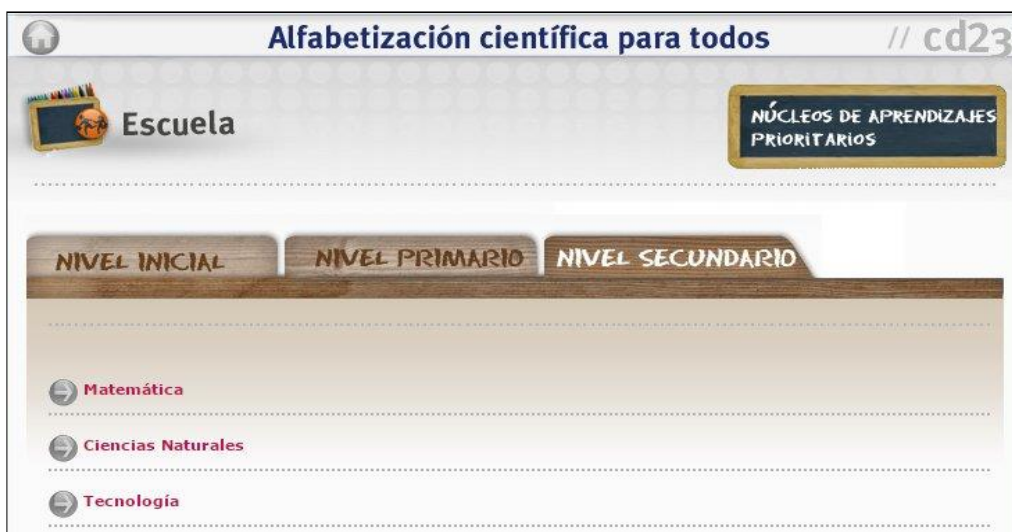 Alfabetización científica para todos
// cd23
Escuela
NÚCLEOS DE APRENDIZAJES
PRIORITARIOS
NIVEL INICIAL
NIVEL PRIMARIO
NIVEL SECUNDARIO
Matemática
Ciencias Naturales
Tecnología